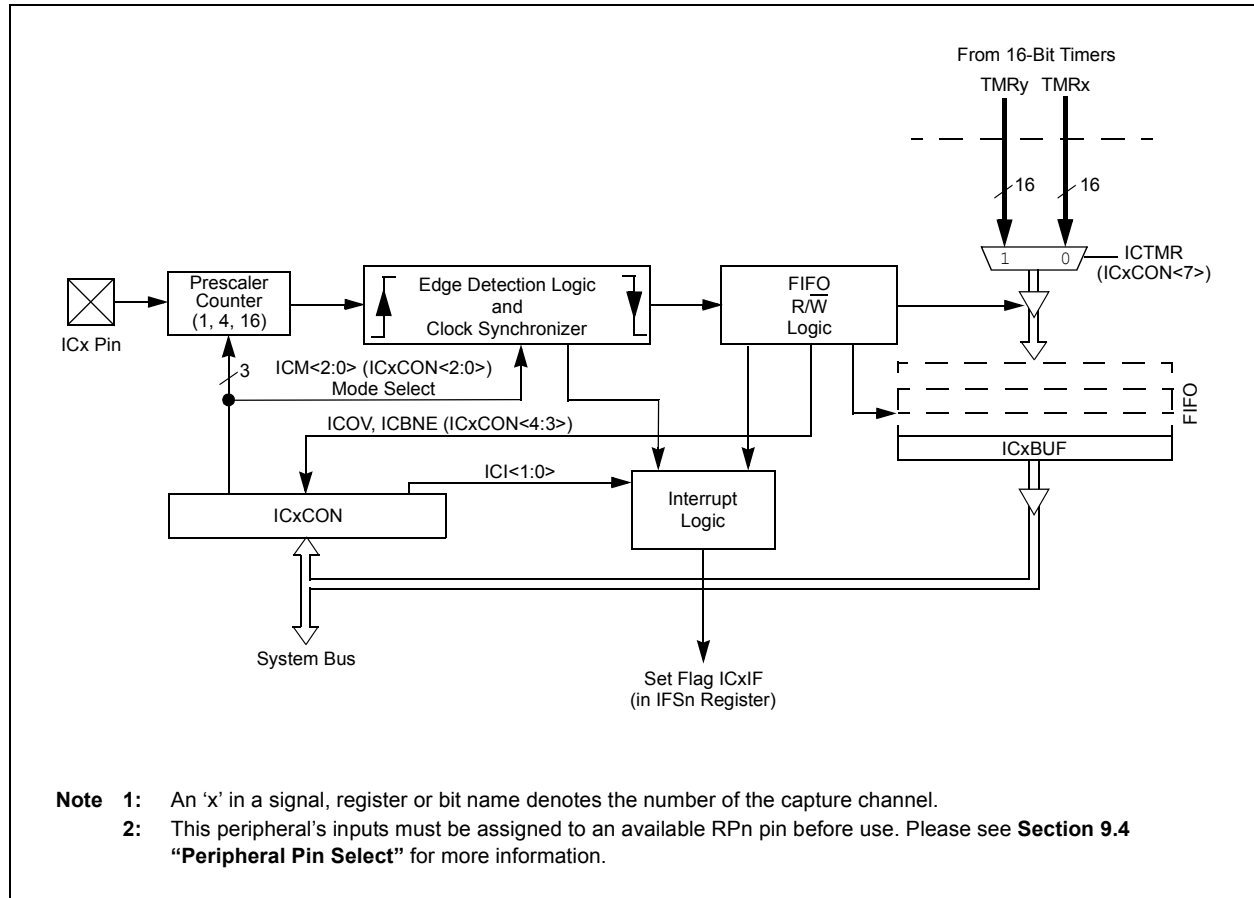 From 16-Bit Timers
TMRy TMRx
16 16
1 0
ICTMR
(ICxCON<7>)
Prescaler
Counter
(1, 4, 16)
Edge Detection Logic
and
Clock Synchronizer
FIFO
R/W̅
Logic
ICx Pin
3
ICM<2:0> (ICxCON<2:0>)
Mode Select
FIFO
ICOV, ICBNE (ICxCON<4:3>)
ICxBUF
ICI<1:0>
ICxCON
Interrupt
Logic
System Bus
Set Flag ICxIF
(in IFSn Register)
Note 1: An ‘x’ in a signal, register or bit name denotes the number of the capture channel.
2: This peripheral’s inputs must be assigned to an available RPn pin before use. Please see Section 9.4
“Peripheral Pin Select” for more information.